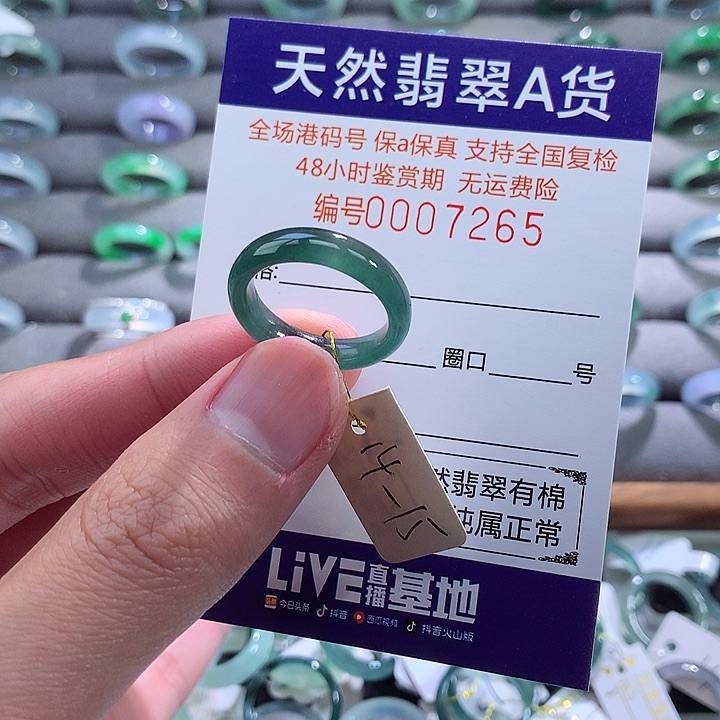 天然翡翠A货
全场港码号 保a保真 支持全国复检
48小时鉴赏期 无运费险
编号0007265
格:
圈口 号
然翡翠有棉
纯属正常
LiVE直播基地
今日头条 抖音 西瓜视频 抖音火山版